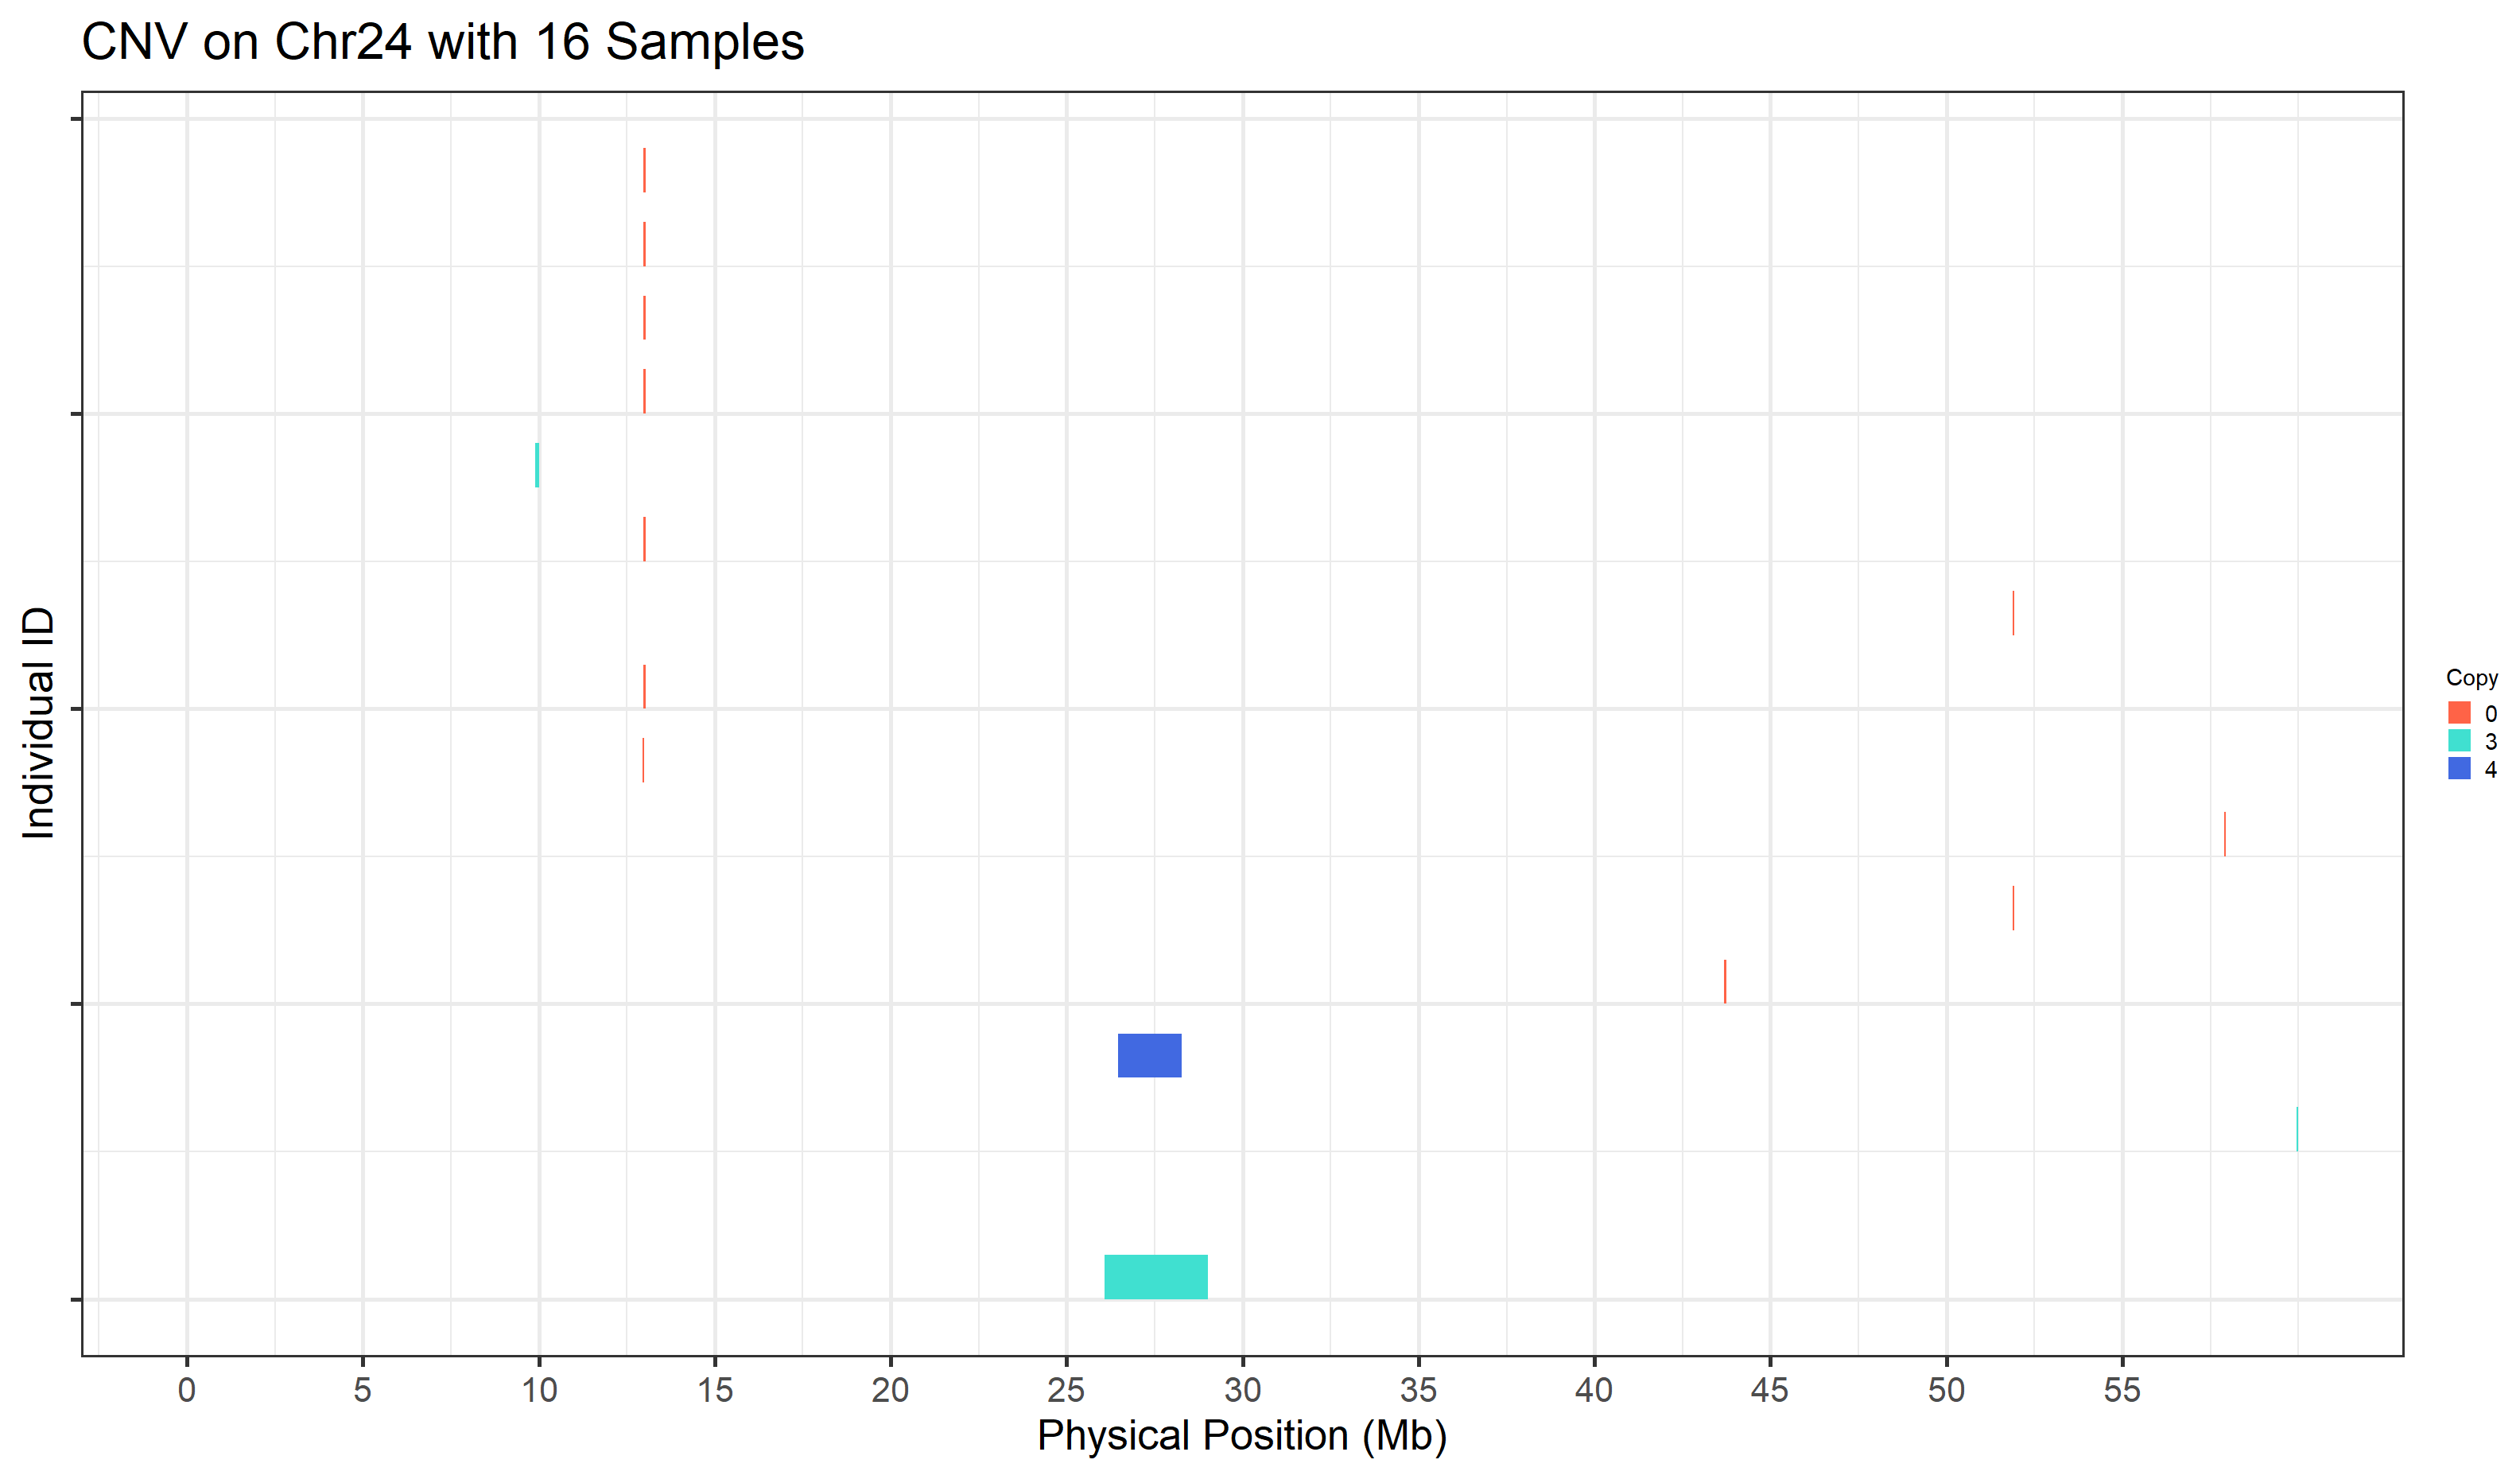 CNV on Chr24 with 16 Samples
Individual ID
Copy
0
3
4
0 5 10 15 20 25 30 35 40 45 50 55
Physical Position (Mb)